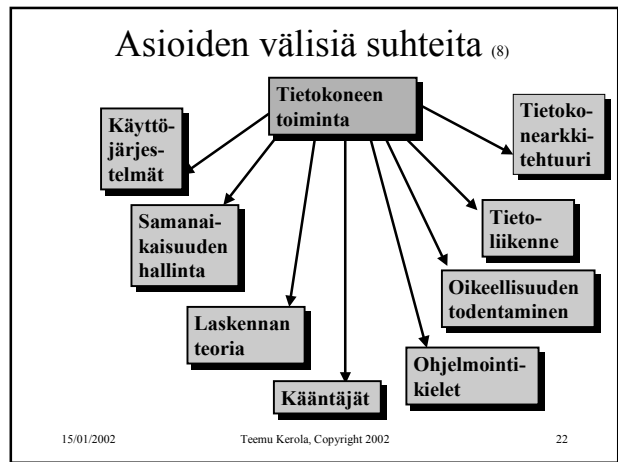 Asioiden välisiä suhteita (8)
Tietokoneen
toiminta
Käyttö-
järjes-
telmät
Samanai-
kaisuuden
hallinta
Laskennan
teoria
Kääntäjät
Ohjelmointi-
kielet
Oikeellisuuden
todentaminen
Tieto-
liikenne
Tietoko-
nearkki-
tehtuuri
15/01/2002
Teemu Kerola, Copyright 2002
22